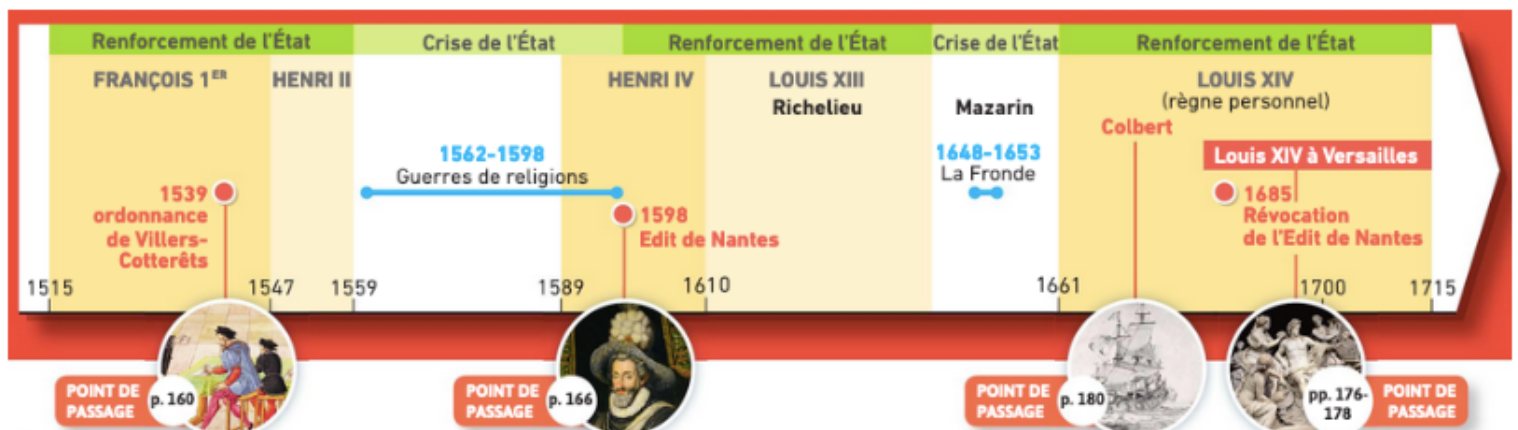 Renforcement de l'État
Crise de l'État
Renforcement de l'État
Crise de l'État
Renforcement de l'État
FRANÇOIS 1ER
HENRI II
HENRI IV
LOUIS XIII
Richelieu
Mazarin
LOUIS XIV
(règne personnel)
Colbert
1562-1598
Guerres de religions
1648-1653
La Fronde
Louis XIV à Versailles
1539
ordonnance
de Villers-
Cotterêts
1598
Edit de Nantes
1685
Révocation
de l'Edit de Nantes
1515
1547
1559
1589
1610
1661
1700
1715
POINT DE
PASSAGE
p. 160
POINT DE
PASSAGE
p. 166
POINT DE
PASSAGE
p. 180
pp. 176-
178
POINT DE
PASSAGE